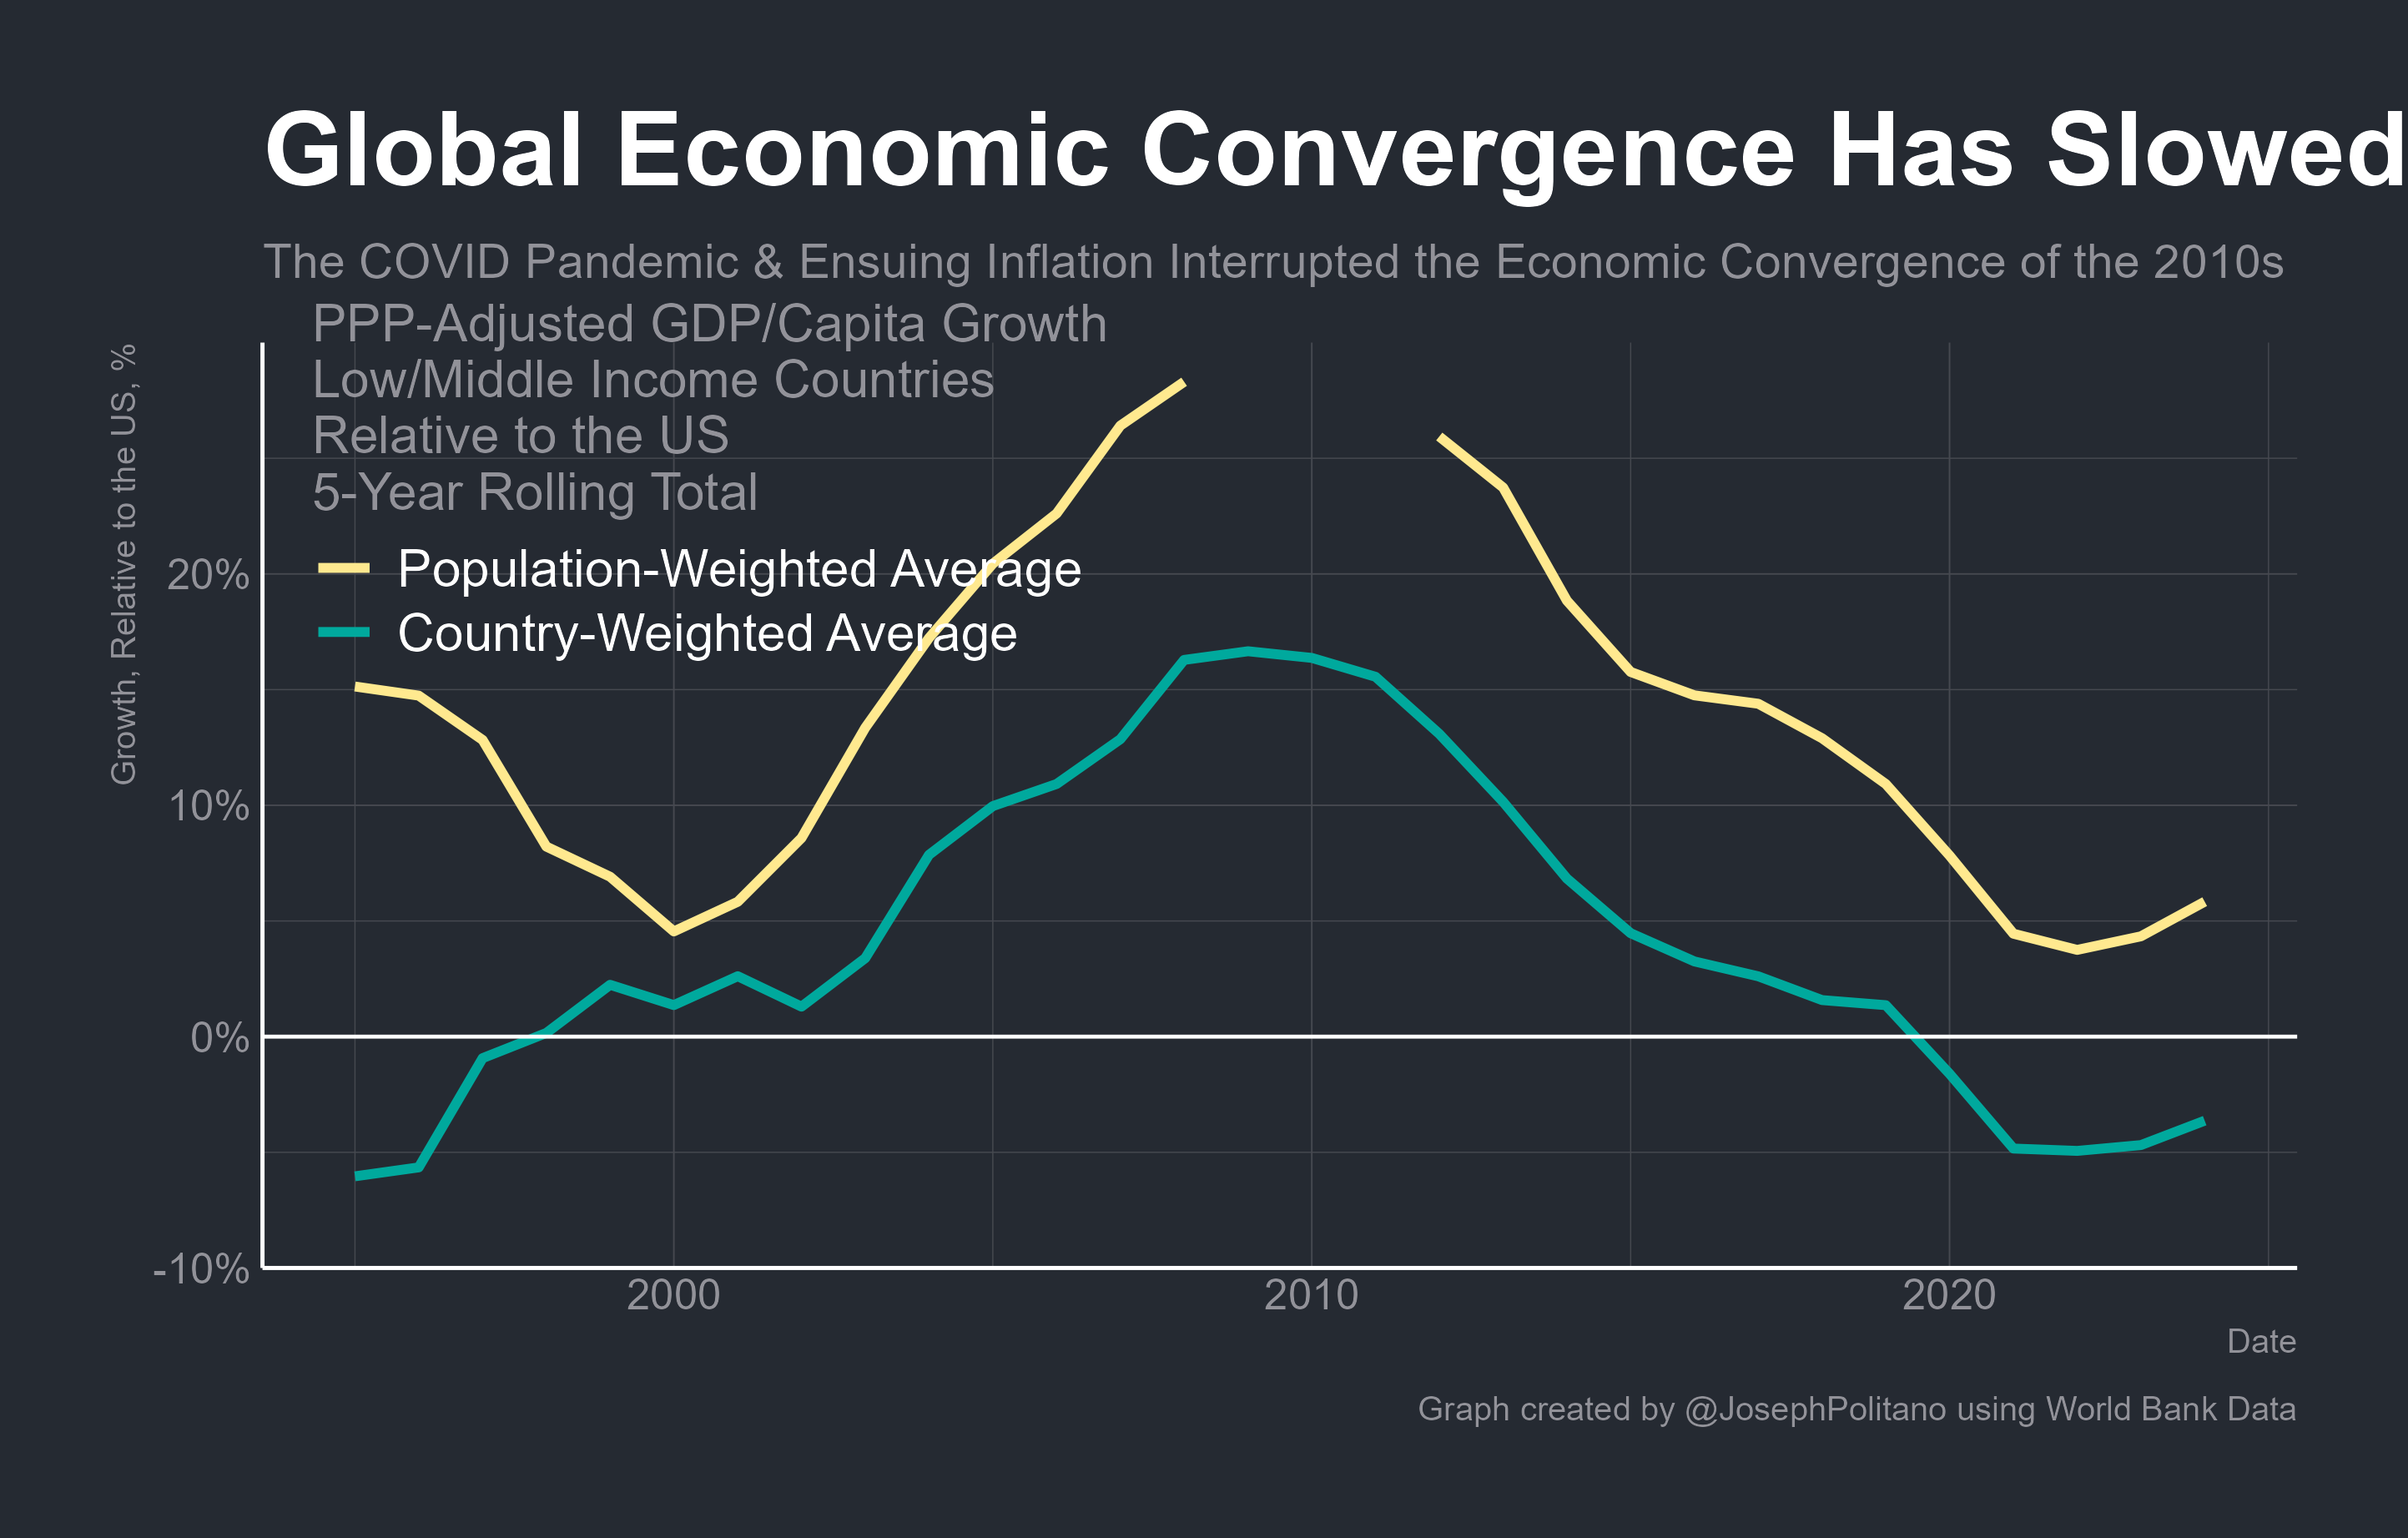 Global Economic Convergence Has Slowed
The COVID Pandemic & Ensuing Inflation Interrupted the Economic Convergence of the 2010s
PPP-Adjusted GDP/Capita Growth
Low/Middle Income Countries
Relative to the US
5-Year Rolling Total
Population-Weighted Average
Country-Weighted Average
Growth, Relative to the US, %
20%
10%
0%
-10%
2000
2010
2020
Date
Graph created by @JosephPolitano using World Bank Data